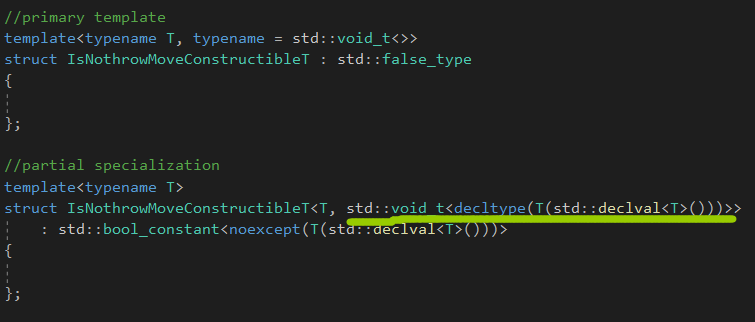 //primary template
template<typename T, typename = std::void_t<>>
struct IsNothrowMoveConstructibleT : std::false_type
{
};
//partial specialization
template<typename T>
struct IsNothrowMoveConstructibleT<T, std::void_t<decltype(T(std::declval<T>()))>>
: std::bool_constant<noexcept(T(std::declval<T>()))>
{
};